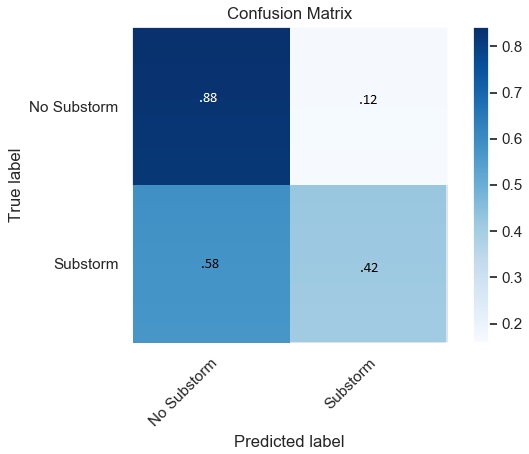 Confusion Matrix
True label
No Substorm
.88
.12
Substorm
.58
.42
No Substorm
Substorm
Predicted label
0.8
0.7
0.6
0.5
0.4
0.3
0.2